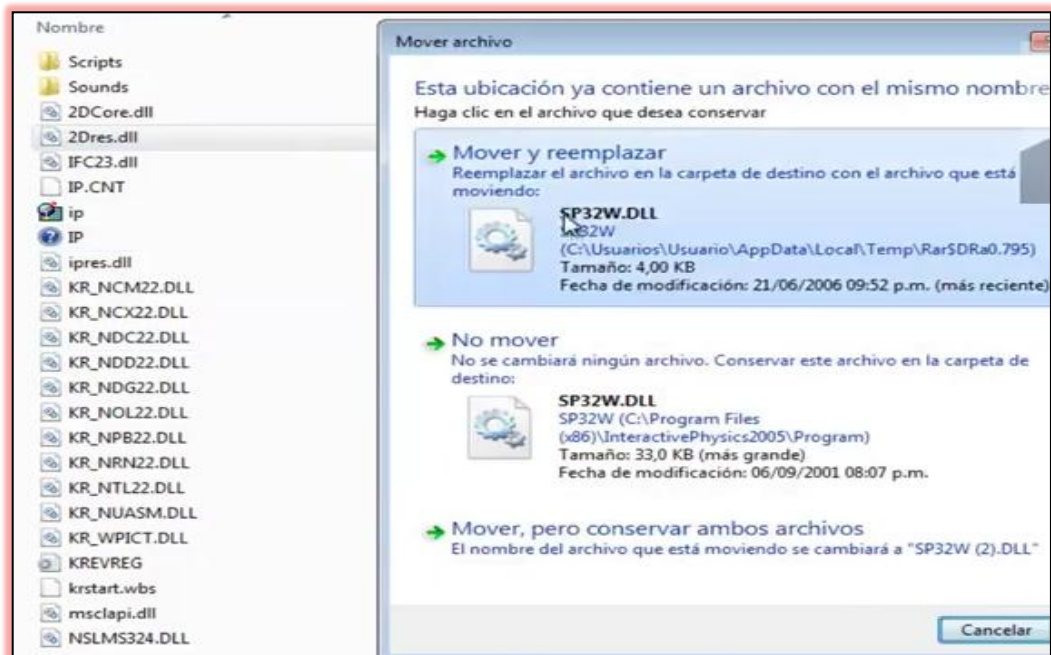 Nombre
Scripts
Sounds
2DCore.dll
2Dres.dll
IFC23.dll
IP.CNT
ip
IP
ipres.dll
KR_NCM22.DLL
KR_NCX22.DLL
KR_NDC22.DLL
KR_NDD22.DLL
KR_NDG22.DLL
KR_NOL22.DLL
KR_NPB22.DLL
KR_NRN22.DLL
KR_NTL22.DLL
KR_NUASM.DLL
KR_WPICT.DLL
KREVREG
krstart.wbs
msclapi.dll
NSLMS324.DLL
Mover archivo
Esta ubicación ya contiene un archivo con el mismo nombre
Haga clic en el archivo que desea conservar
Mover y reemplazar
Reemplazar el archivo en la carpeta de destino con el archivo que está
moviendo:
SP32W.DLL
SP32W
(C:\Usuarios\Usuario\AppData\Local\Temp\Rar$DRa0.795)
Tamaño: 4,00 KB
Fecha de modificación: 21/06/2006 09:52 p.m. (más reciente)
No mover
No se cambiará ningún archivo. Conservar este archivo en la carpeta de
destino:
SP32W.DLL
SP32W (C:\Program Files
(x86)\InteractivePhysics2005\Program)
Tamaño: 33,0 KB (más grande)
Fecha de modificación: 06/09/2001 08:07 p.m.
Mover, pero conservar ambos archivos
El nombre del archivo que está moviendo se cambiará a "SP32W (2).DLL"
Cancelar